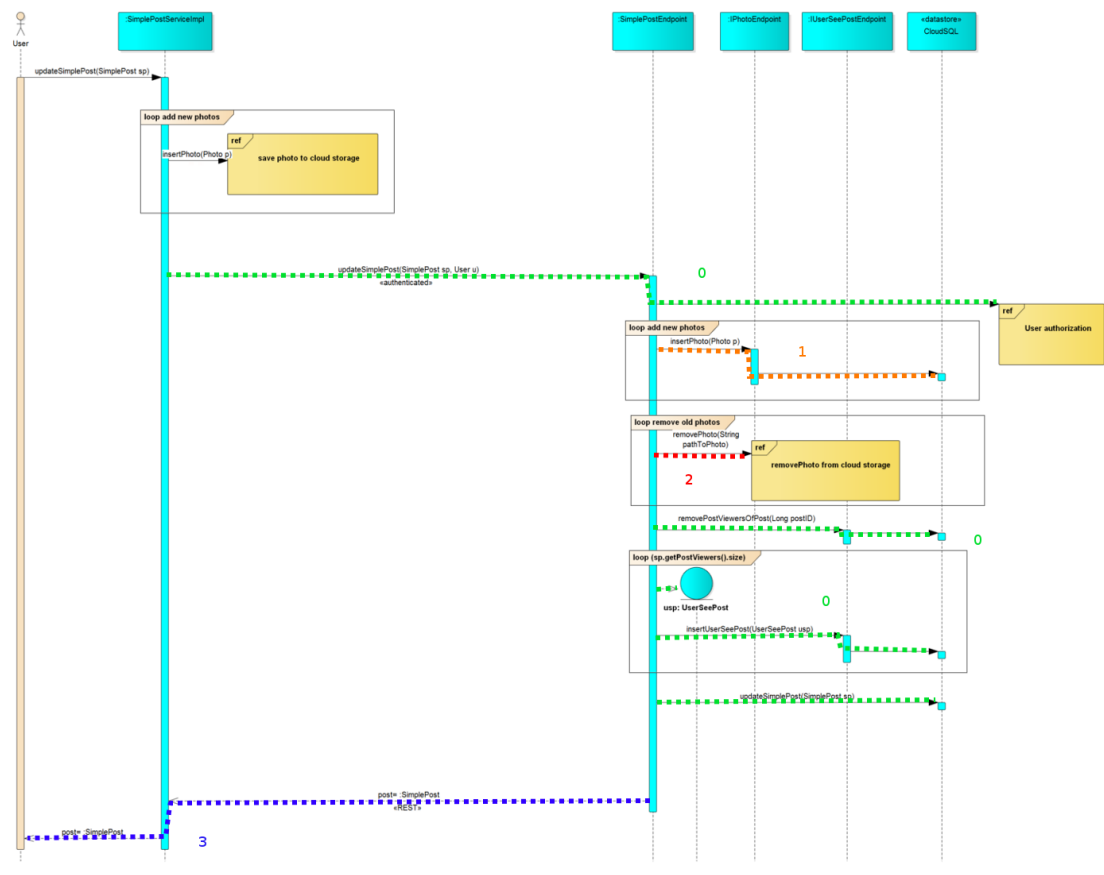 :SimplePostServiceImpl
:SimplePostEndpoint
:IPhotoEndpoint
:IUserSeePostEndpoint
«datastore»
CloudSQL
User
updateSimplePost(SimplePost sp)
loop add new photos
ref
insertPhoto(Photo p)
save photo to cloud storage
updateSimplePost(SimplePost sp, User u)
«authenticated»
0
ref
User authorization
loop add new photos
insertPhoto(Photo p)
1
loop remove old photos
removePhoto(String
pathToPhoto)
ref
removePhoto from cloud storage
2
removePostViewersOfPost(Long postID)
0
loop (sp.getPostViewers().size)
usp: UserSeePost
0
insertUserSeePost(UserSeePost usp)
updateSimplePost(SimplePost sp)
post= :SimplePost
«REST»
post= :SimplePost
3